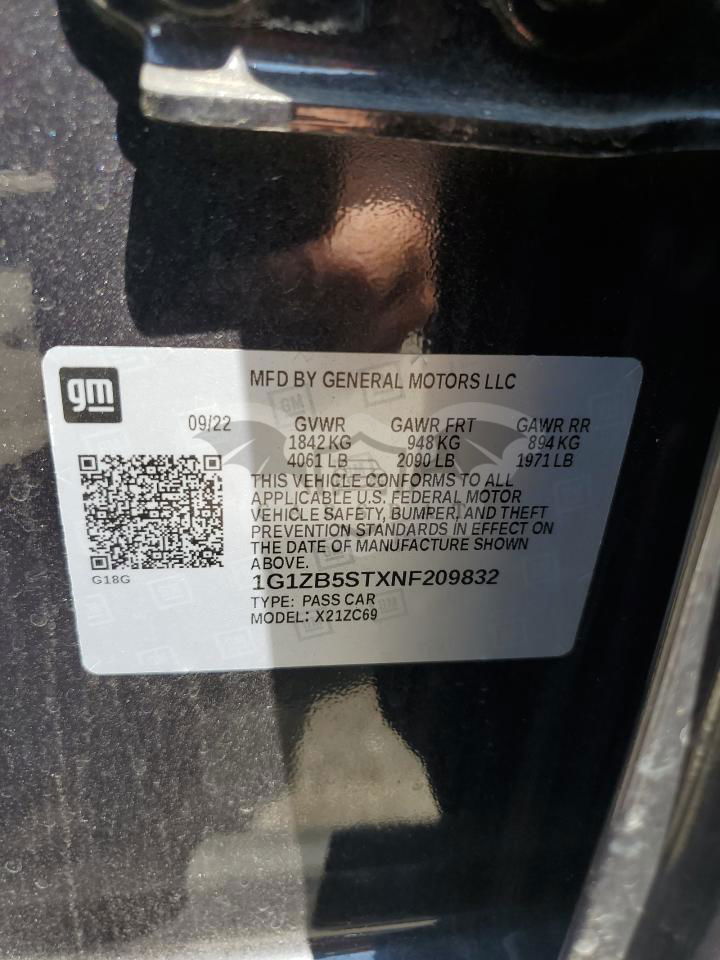 gm
MFD BY GENERAL MOTORS LLC
09/22 GVWR GAWR FRT GAWR RR
1842 KG 948 KG 894 KG
4061 LB 2090 LB 1971 LB
THIS VEHICLE CONFORMS TO ALL
APPLICABLE U.S. FEDERAL MOTOR
VEHICLE SAFETY, BUMPER, AND THEFT
PREVENTION STANDARDS IN EFFECT ON
THE DATE OF MANUFACTURE SHOWN
ABOVE.
G18G
1G1ZB5STXNF209832
TYPE: PASS CAR
MODEL: X21ZC69